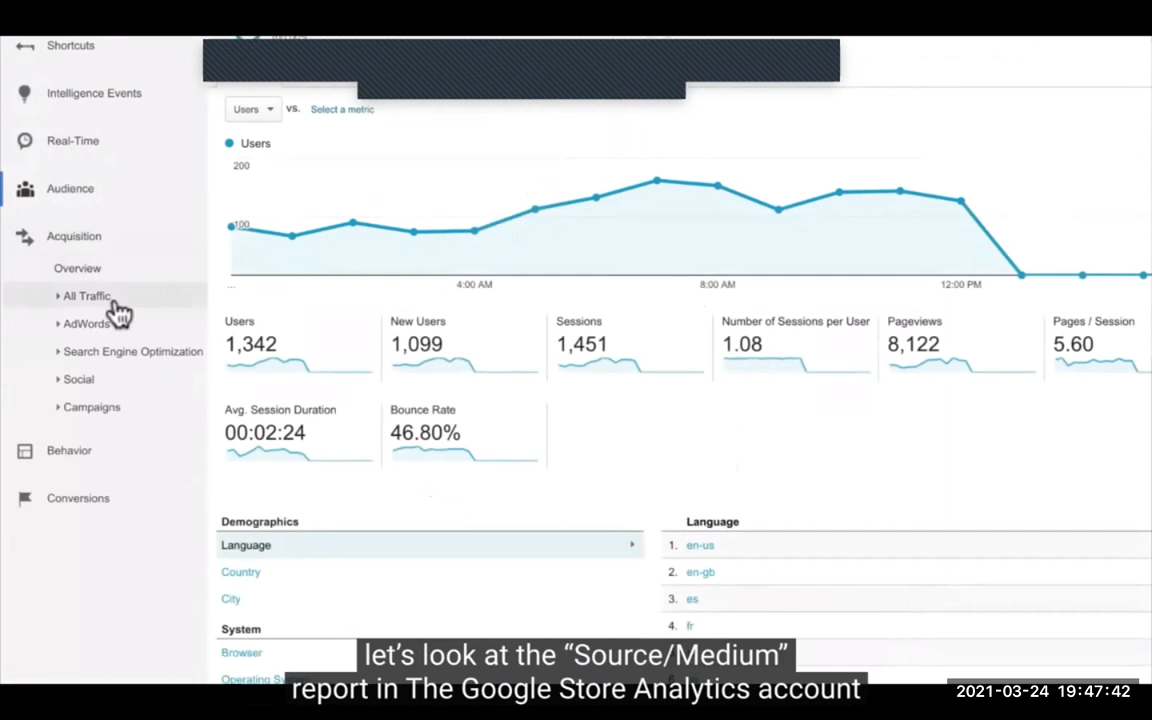 Shortcuts
Intelligence Events
Real-Time
Audience
Acquisition
Overview
All Traffic
AdWords
Search Engine Optimization
Social
Campaigns
Behavior
Conversions
Users vs. Select a metric
Users
200
100
... 4:00 AM 8:00 AM 12:00 PM
Users New Users Sessions Number of Sessions per User Pageviews Pages / Session
1,342 1,099 1,451 1.08 8,122 5.60
Avg. Session Duration Bounce Rate
00:02:24 46.80%
Demographics Language
Language 1. en-us
Country 2. en-gb
City 3. es
System 4. fr
Browser
Operating
let's look at the “Source/Medium”
report in The Google Store Analytics account
2021-03-24 19:47:42